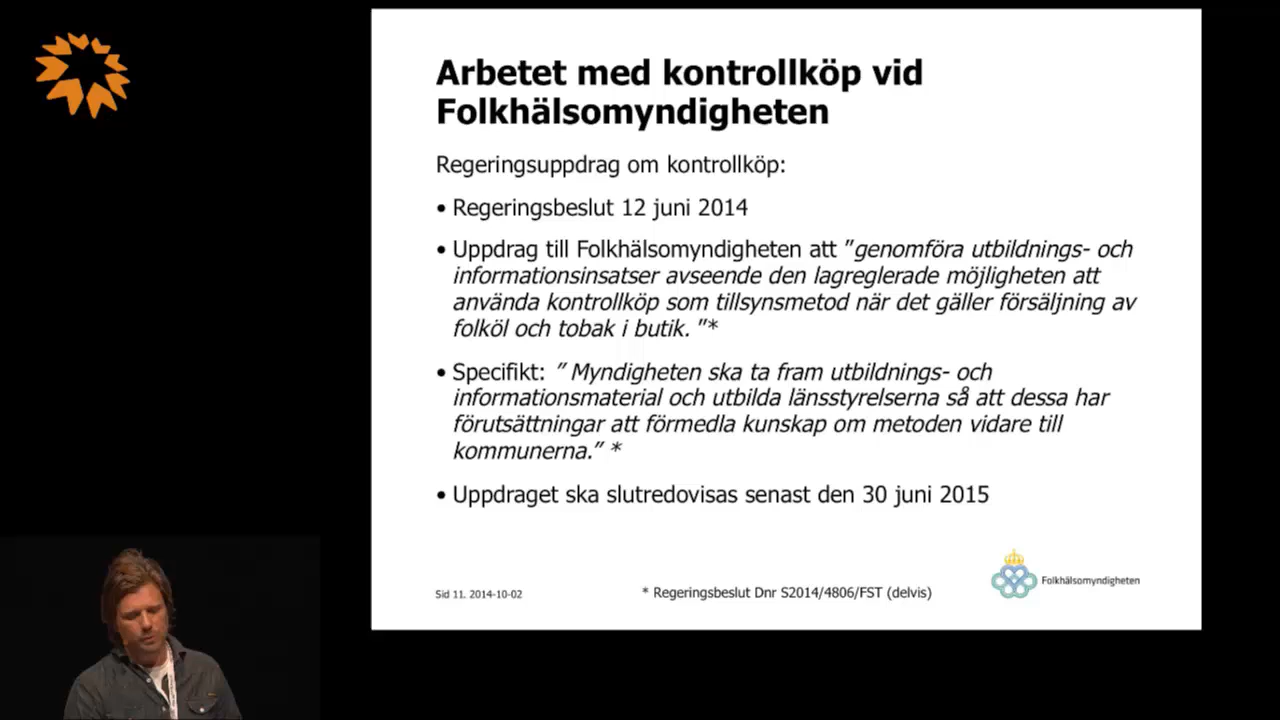 Arbetet med kontrollköp vid
Folkhälsomyndigheten
Regeringsuppdrag om kontrollköp:
• Regeringsbeslut 12 juni 2014
• Uppdrag till Folkhälsomyndigheten att ”genomföra utbildnings- och
informationsinsatser avseende den lagreglerade möjligheten att
använda kontrollköp som tillsynsmetod när det gäller försäljning av
folköl och tobak i butik. ”*
• Specifikt: ” Myndigheten ska ta fram utbildnings- och
informationsmaterial och utbilda länsstyrelserna så att dessa har
förutsättningar att förmedla kunskap om metoden vidare till
kommunerna.” *
• Uppdraget ska slutredovisas senast den 30 juni 2015
Sid 11. 2014-10-02
* Regeringsbeslut Dnr S2014/4806/FST (delvis)
Folkhälsomyndigheten